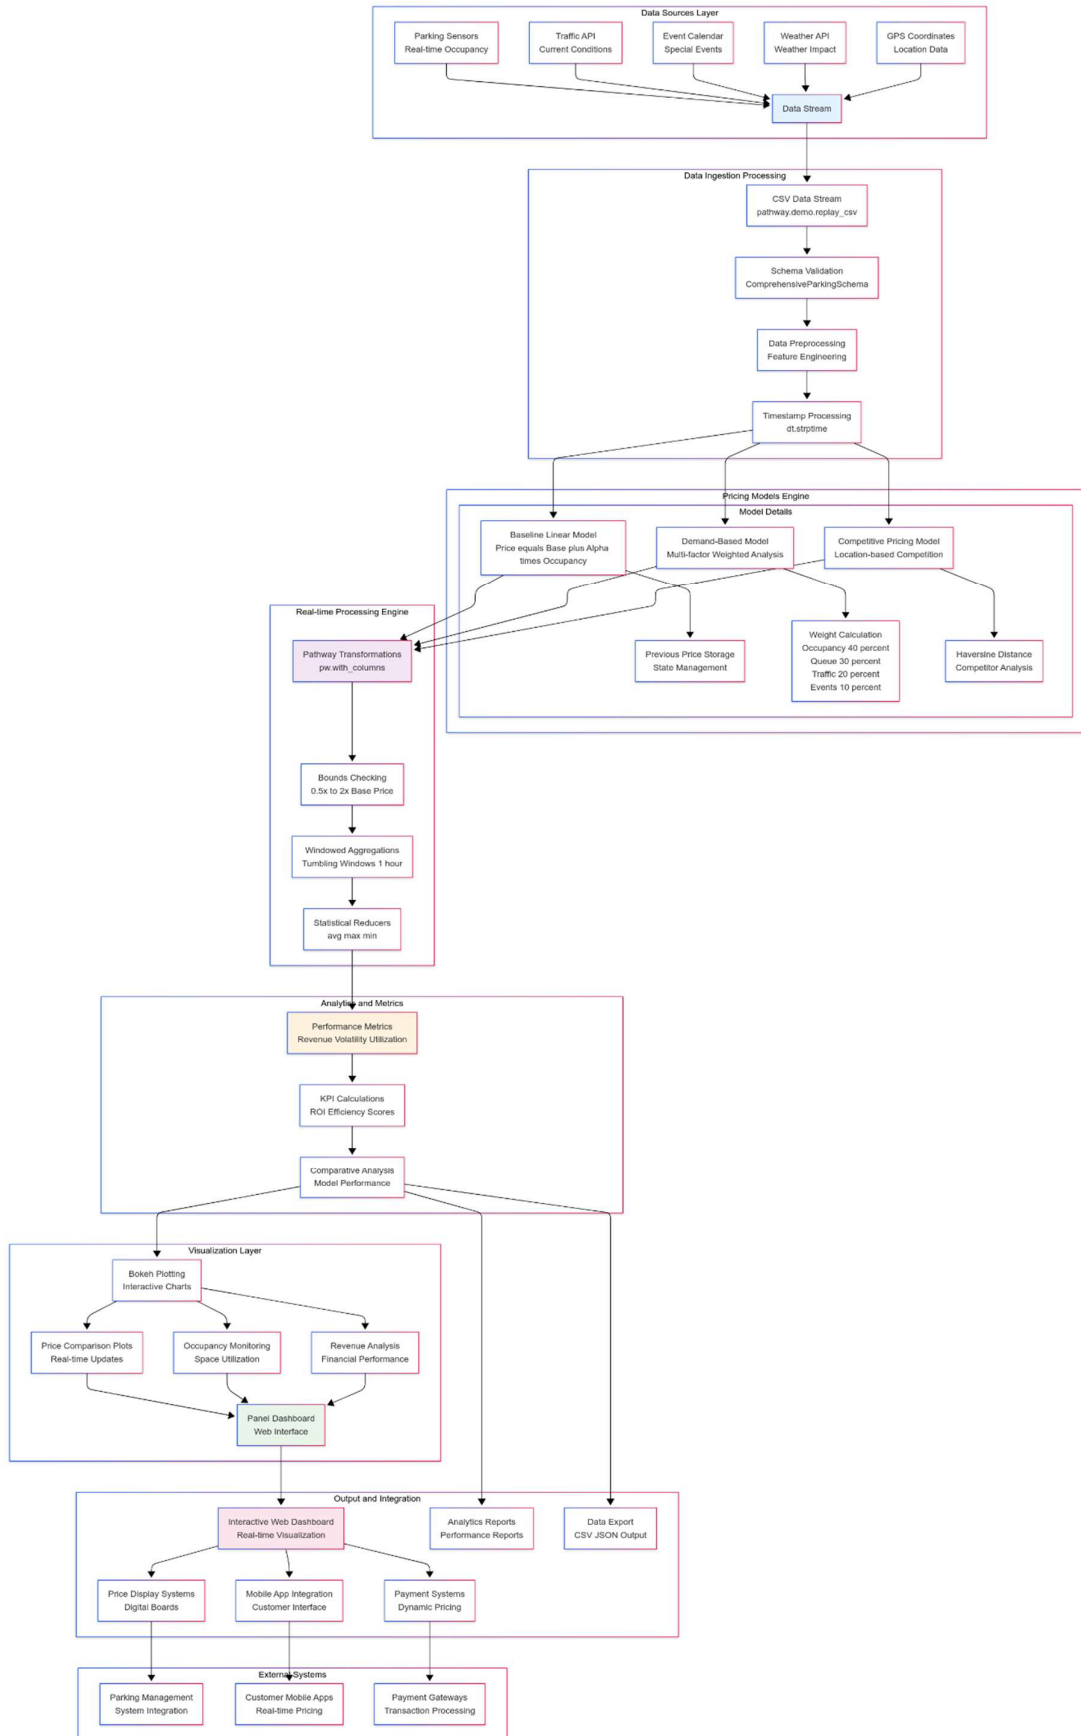 Data Sources Layer
Parking Sensors
Real-time Occupancy
Traffic API
Current Conditions
Event Calendar
Special Events
Weather API
Weather Impact
GPS Coordinates
Location Data
Data Stream
Data Ingestion Processing
CSV Data Stream
pathway.demo.replay_csv
Schema Validation
ComprehensiveParkingSchema
Data Preprocessing
Feature Engineering
Timestamp Processing
dt.strptime
Pricing Models Engine
Model Details
Baseline Linear Model
Price equals Base plus Alpha
times Occupancy
Demand-Based Model
Multi-factor Weighted Analysis
Competitive Pricing Model
Location-based Competition
Previous Price Storage
State Management
Weight Calculation
Occupancy 40 percent
Queue 30 percent
Traffic 20 percent
Events 10 percent
Haversine Distance
Competitor Analysis
Real-time Processing Engine
Pathway Transformations
pw.with_columns
Bounds Checking
0.5x to 2x Base Price
Windowed Aggregations
Tumbling Windows 1 hour
Statistical Reducers
avg max min
Analytics and Metrics
Performance Metrics
Revenue Volatility Utilization
KPI Calculations
ROI Efficiency Scores
Comparative Analysis
Model Performance
Visualization Layer
Bokeh Plotting
Interactive Charts
Price Comparison Plots
Real-time Updates
Occupancy Monitoring
Space Utilization
Revenue Analysis
Financial Performance
Panel Dashboard
Web Interface
Output and Integration
Interactive Web Dashboard
Real-time Visualization
Analytics Reports
Performance Reports
Data Export
CSV JSON Output
Price Display Systems
Digital Boards
Mobile App Integration
Customer Interface
Payment Systems
Dynamic Pricing
External Systems
Parking Management
System Integration
Customer Mobile Apps
Real-time Pricing
Payment Gateways
Transaction Processing